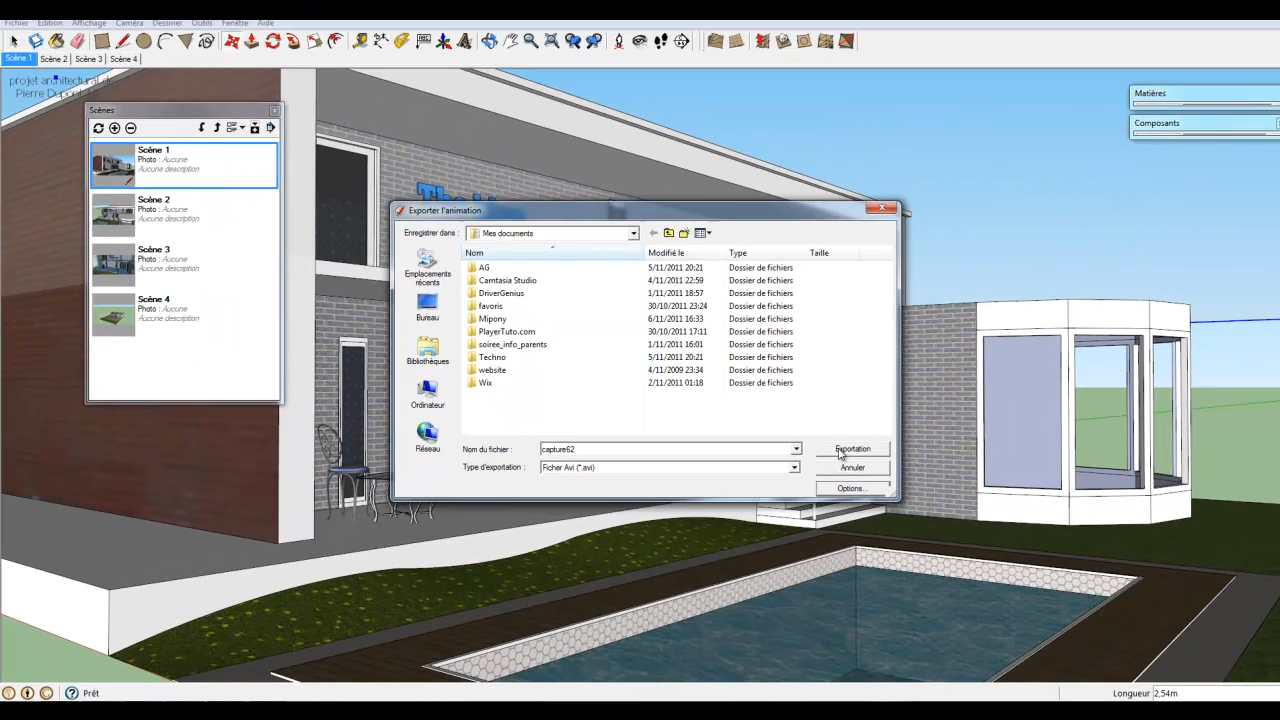 Fichier Edition Affichage Caméra Dessiner Outils Fenêtre Aide
Scène 1 Scène 2 Scène 3 Scène 4
projet architectural de
Pierre Dupont
Scènes
Scène 1
Photo : Aucune
Aucune description
Scène 2
Photo : Aucune
Aucune description
Scène 3
Photo : Aucune
Aucune description
Scène 4
Photo : Aucune
Aucune description
Matières
Composants
Exporter l'animation
Enregistrer dans : Mes documents
Nom Modifié le Type Taille
AG 5/11/2011 20:21 Dossier de fichiers
Camtasia Studio 4/11/2011 22:59 Dossier de fichiers
DriverGenius 3/11/2011 18:57 Dossier de fichiers
favoris 30/10/2011 23:24 Dossier de fichiers
Mipony 6/11/2011 16:33 Dossier de fichiers
PlayerTuto.com 30/10/2011 17:11 Dossier de fichiers
soiree_info_parents 1/11/2011 16:01 Dossier de fichiers
Techno 5/11/2011 20:21 Dossier de fichiers
website 4/11/2009 23:34 Dossier de fichiers
Wix 2/11/2011 01:18 Dossier de fichiers
Emplacements
récents
Bureau
Bibliothèques
Ordinateur
Réseau
Nom du fichier : capture62 Exportation
Type d'exportation : Ficher Avi (*.avi) Annuler
Options...
Prêt
Longueur 2,54m